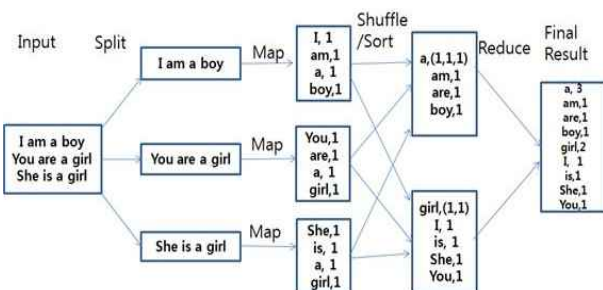 Input
Split
Map
Shuffle
/Sort
Reduce
Final
Result
I am a boy
You are a girl
She is a girl
I am a boy
You are a girl
She is a girl
Map
Map
I, 1
am,1
a, 1
boy,1
You,1
are,1
a, 1
girl,1
She,1
is, 1
a, 1
girl,1
a,(1,1,1)
am,1
are,1
boy,1
girl,(1,1)
I, 1
is, 1
She,1
You,1
a, 3
am,1
are,1
boy,1
girl,2
I, 1
is,1
She,1
You,1